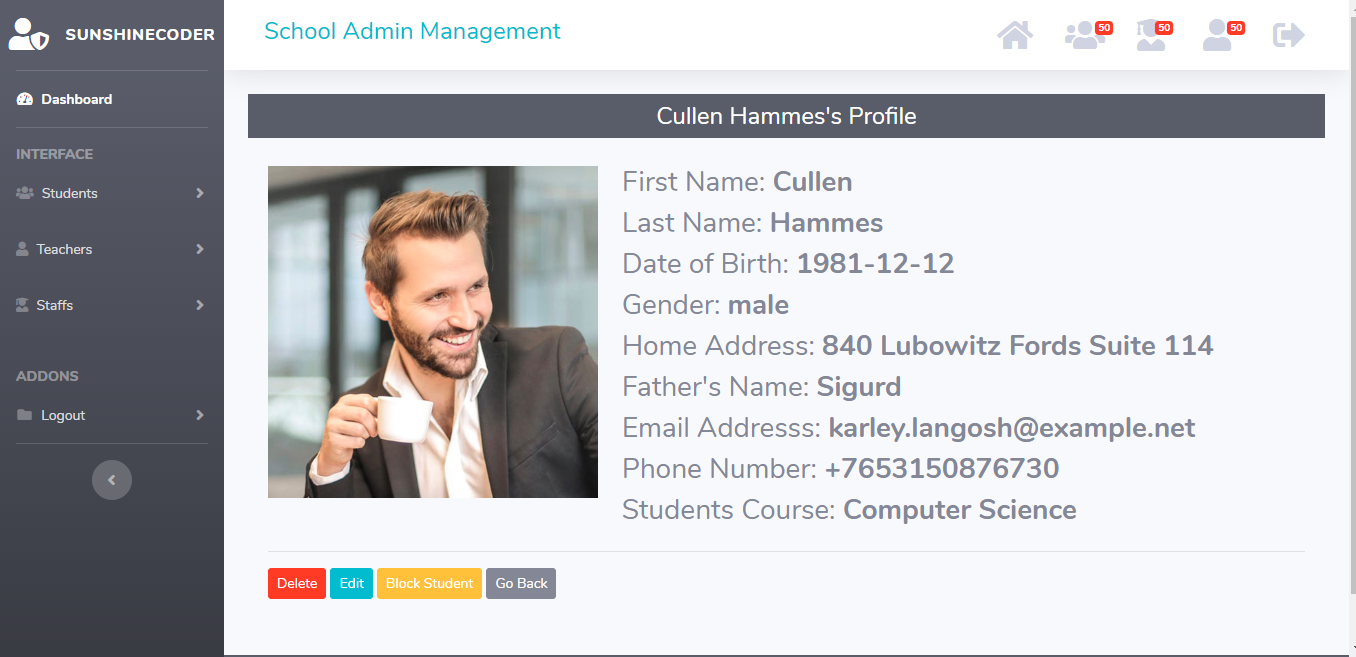 SUNSHINECODER
School Admin Management
50
50
50
Dashboard
INTERFACE
Students
Teachers
Staffs
ADDONS
Logout
Cullen Hammes's Profile
First Name: Cullen
Last Name: Hammes
Date of Birth: 1981-12-12
Gender: male
Home Address: 840 Lubowitz Fords Suite 114
Father's Name: Sigurd
Email Addresss: karley.langosh@example.net
Phone Number: +7653150876730
Students Course: Computer Science
Delete
Edit
Block Student
Go Back